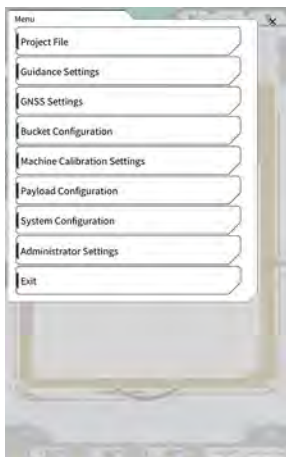 Menu
Project File
Guidance Settings
GNSS Settings
Bucket Configuration
Machine Calibration Settings
Payload Configuration
System Configuration
Administrator Settings
Exit